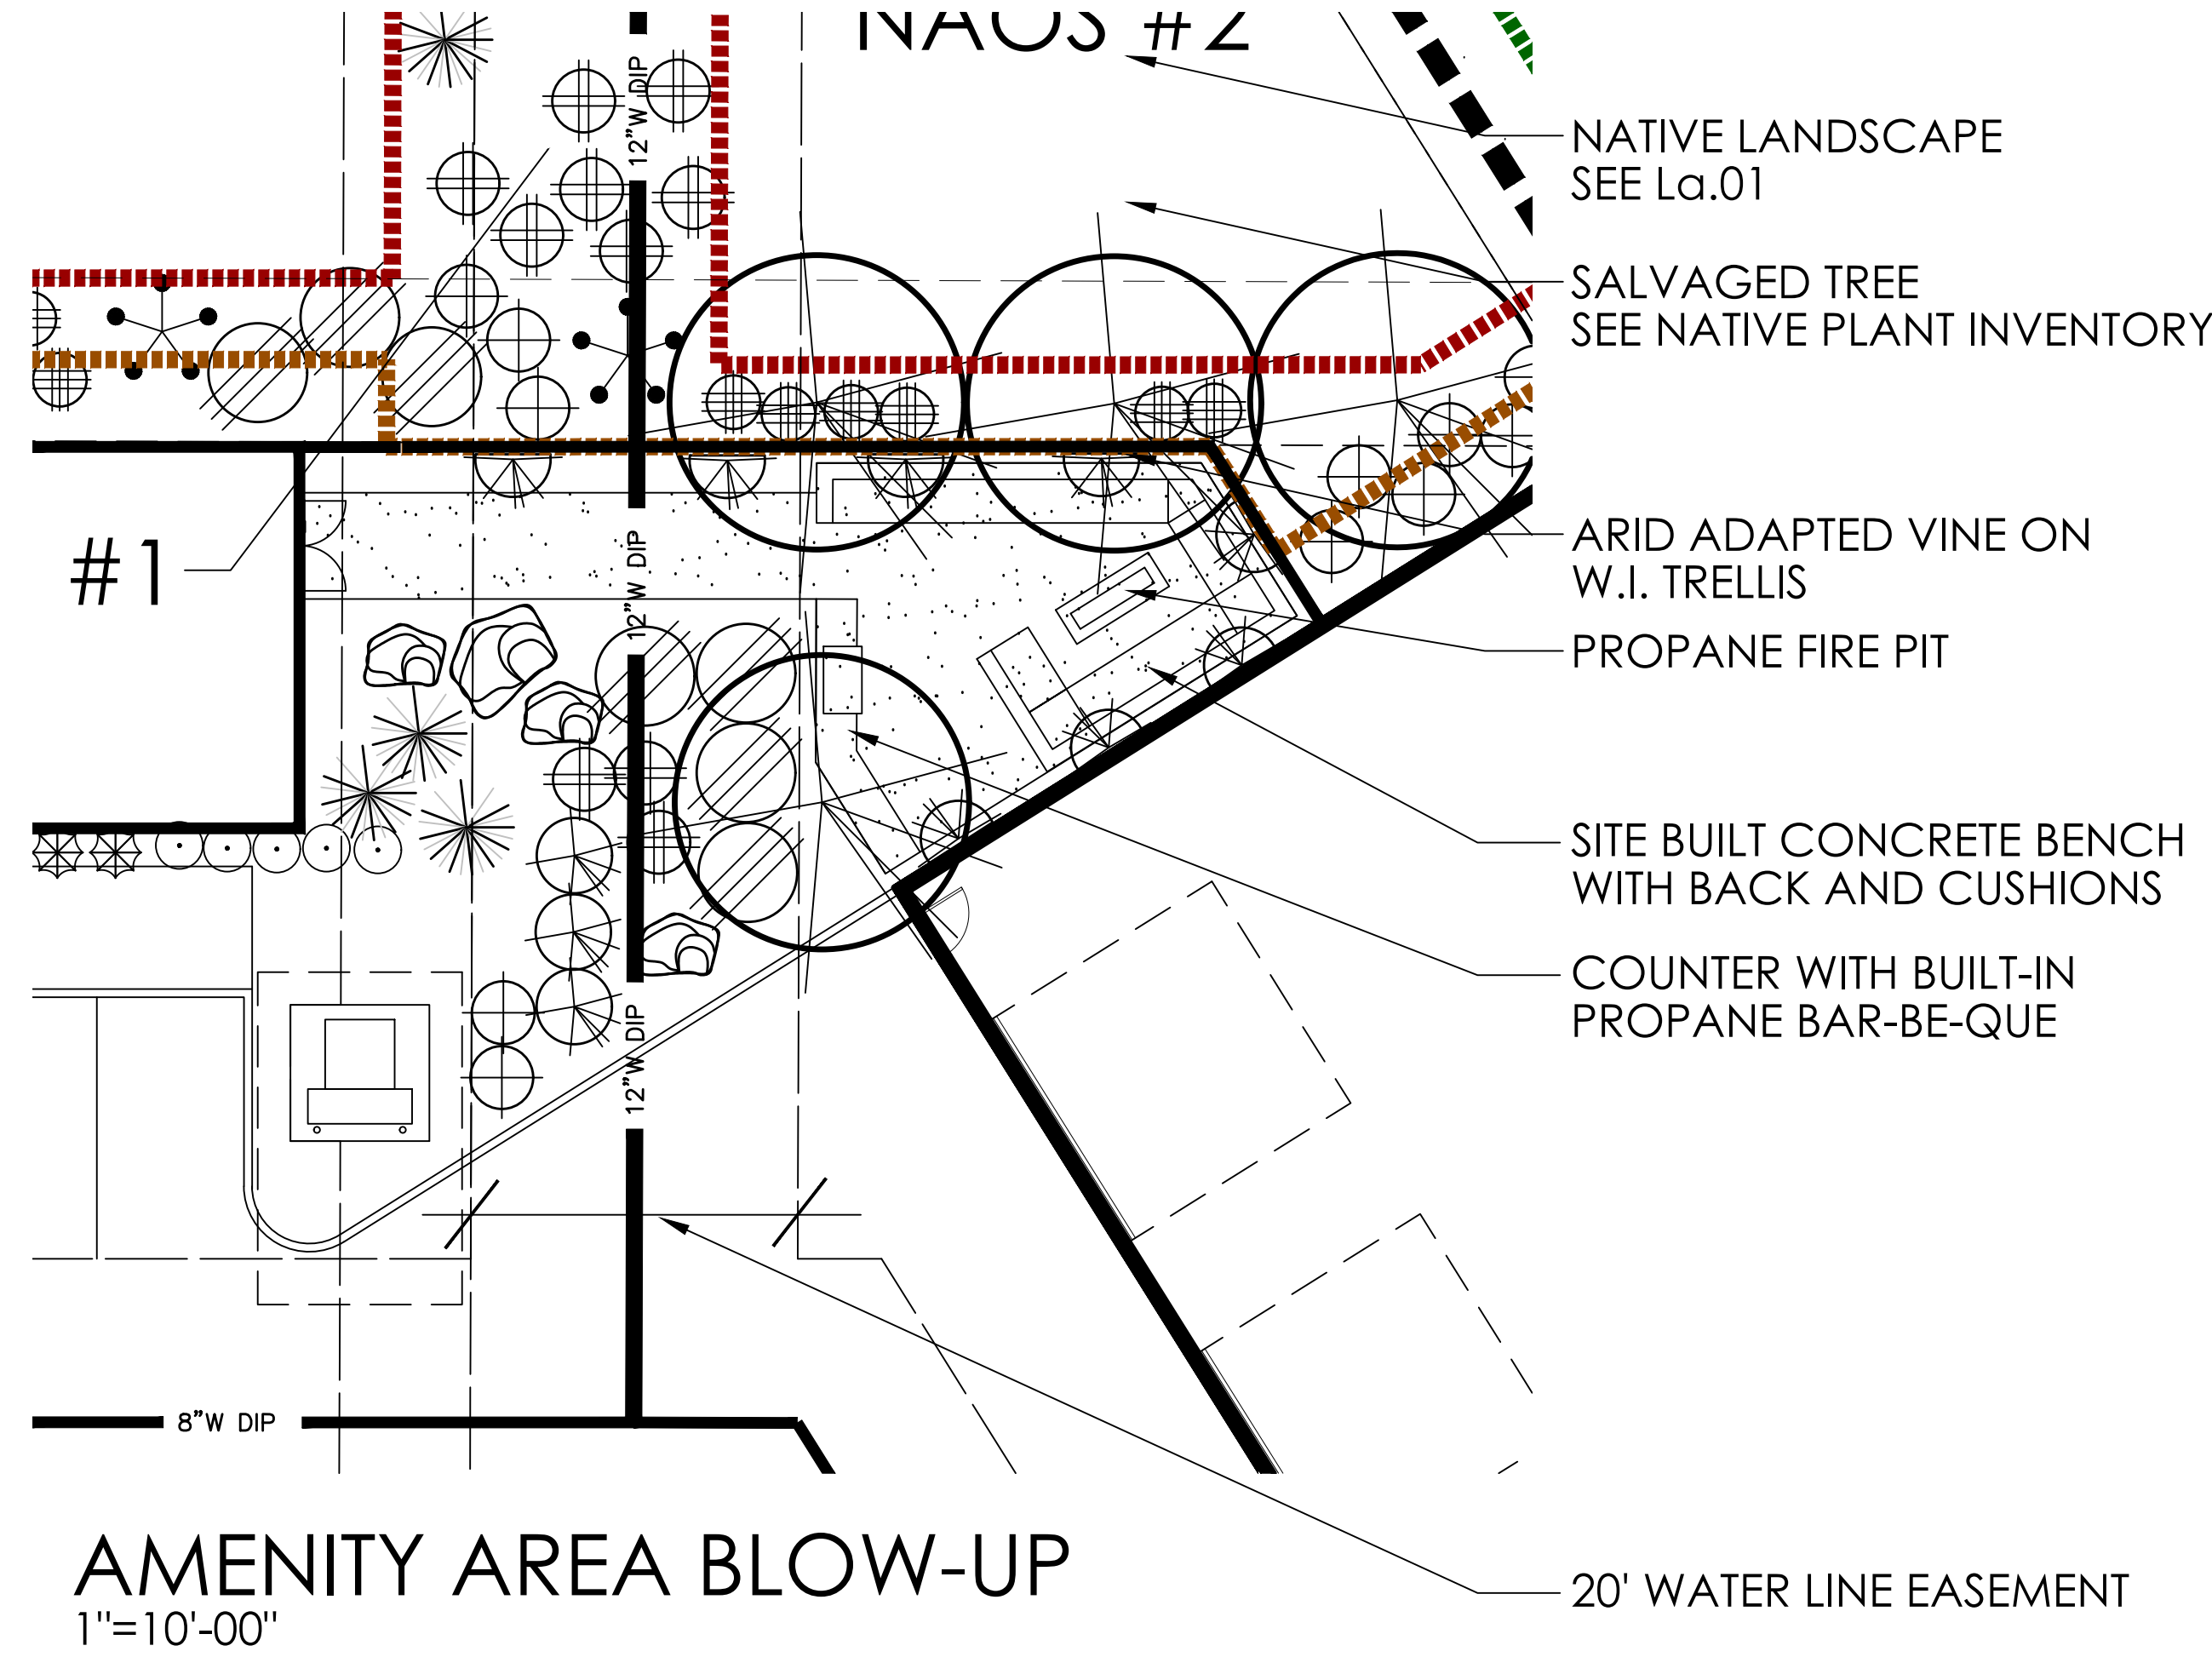 NAOS #2
12"W DIP
NATIVE LANDSCAPE
SEE La.01
SALVAGED TREE
SEE NATIVE PLANT INVENTORY
#1
12"W DIP
ARID ADAPTED VINE ON
W.I. TRELLIS
PROPANE FIRE PIT
SITE BUILT CONCRETE BENCH
WITH BACK AND CUSHIONS
COUNTER WITH BUILT-IN
PROPANE BAR-BE-QUE
12"W DIP
8"W DIP
20' WATER LINE EASEMENT
AMENITY AREA BLOW-UP
1"=10'-00"